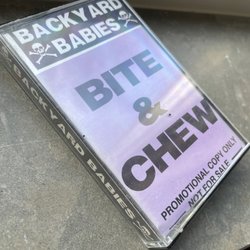 BACKYARD
BABIES
BITE
&
CHEW
PROMOTIONAL COPY ONLY
NOT FOR SALE
BACKYARD BABIES